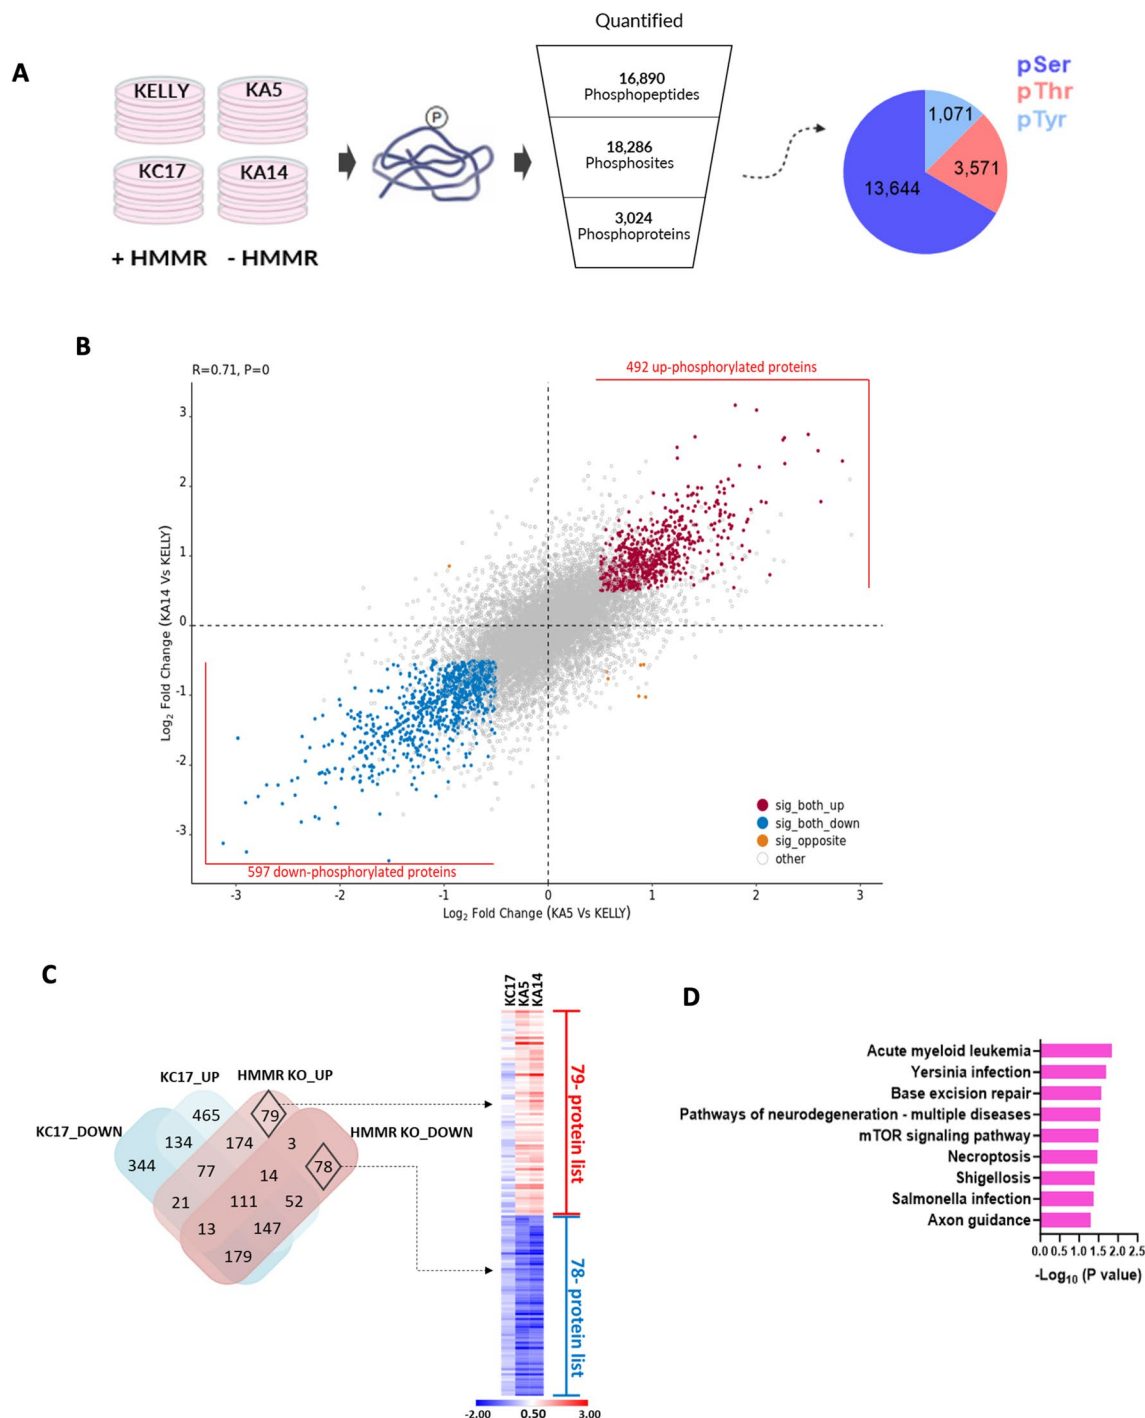 A
KELLY
KA5
KC17
KA14
+ HMMR
- HMMR
P
Quantified
16,890
Phosphopeptides
18,286
Phosphosites
3,024
Phosphoproteins
pSer
pThr
pTyr
1,071
3,571
13,644
B
R=0.71, P=0
492 up-phosphorylated proteins
Log2 Fold Change (KA14 Vs KELLY)
3
2
1
0
-1
-2
-3
sig_both_up
sig_both_down
sig_opposite
other
597 down-phosphorylated proteins
-3 -2 -1 0 1 2 3
Log2 Fold Change (KA5 Vs KELLY)
C
KC17_DOWN
KC17_UP
HMMR KO_UP
HMMR KO_DOWN
465
79
134
174
3
344
77
14
78
21
111
52
13
147
179
KC17
KA5
KA14
79- protein list
78- protein list
-2.00 0.50 3.00
D
Acute myeloid leukemia
Yersinia infection
Base excision repair
Pathways of neurodegeneration - multiple diseases
mTOR signaling pathway
Necroptosis
Shigellosis
Salmonella infection
Axon guidance
0.0 0.5 1.0 1.5 2.0 2.5
-Log10 (P value)